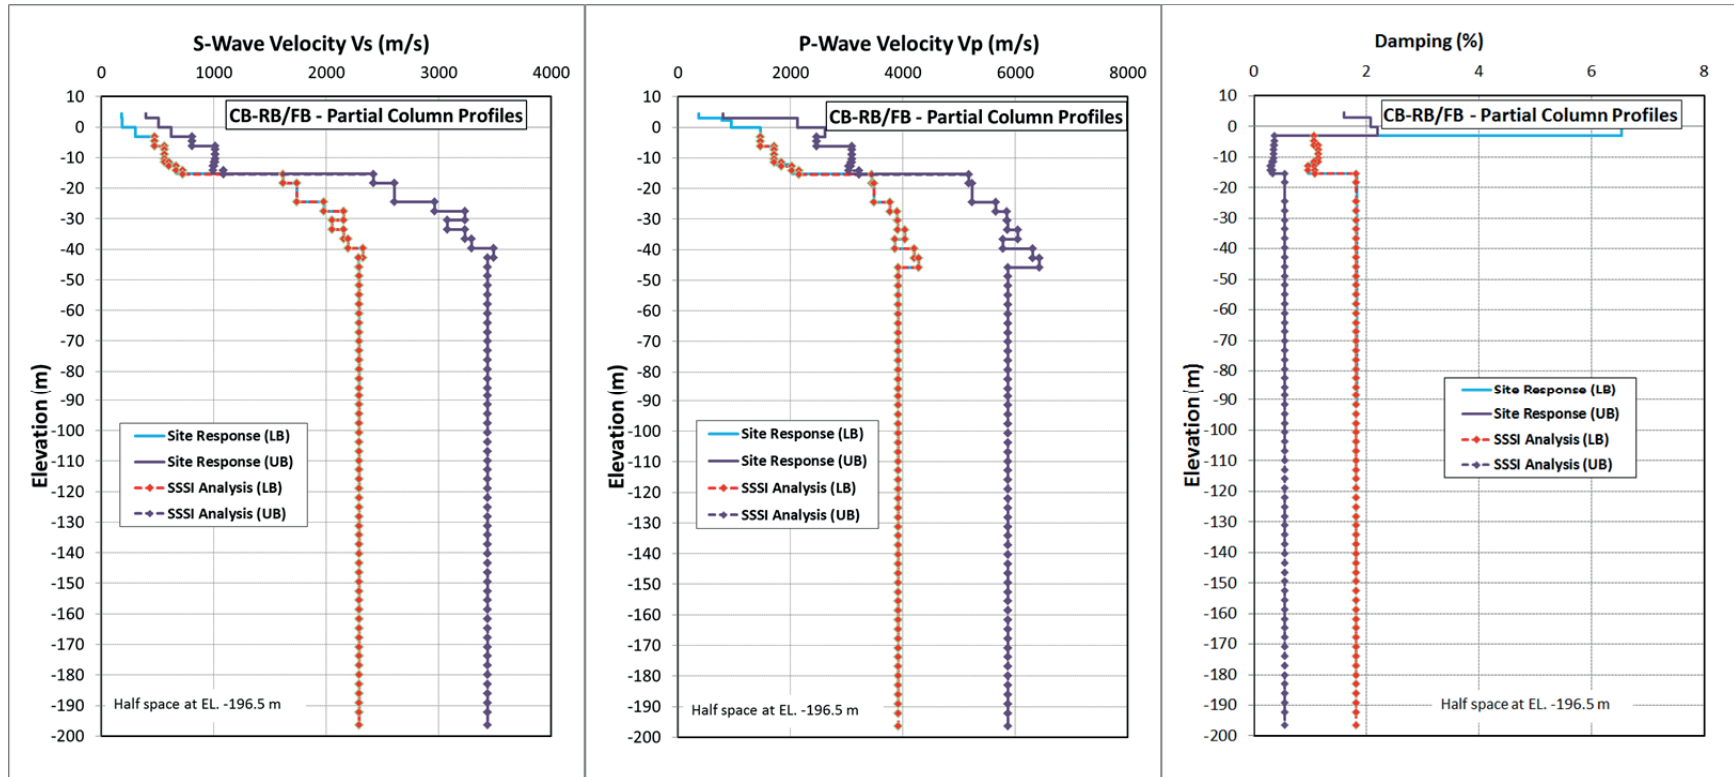 S-Wave Velocity Vs (m/s)
0 1000 2000 3000 4000
10
0
-10
-20
-30
-40
-50
-60
-70
-80
-90
-100
-110
-120
-130
-140
-150
-160
-170
-180
-190
-200
Elevation (m)
CB-RB/FB - Partial Column Profiles
Site Response (LB)
Site Response (UB)
SSSI Analysis (LB)
SSSI Analysis (UB)
Half space at EL. -196.5 m
P-Wave Velocity Vp (m/s)
0 2000 4000 6000 8000
10
0
-10
-20
-30
-40
-50
-60
-70
-80
-90
-100
-110
-120
-130
-140
-150
-160
-170
-180
-190
-200
Elevation (m)
CB-RB/FB - Partial Column Profiles
Site Response (LB)
Site Response (UB)
SSSI Analysis (LB)
SSSI Analysis (UB)
Half space at EL. -196.5 m
Damping (%)
0 2 4 6 8
10
0
-10
-20
-30
-40
-50
-60
-70
-80
-90
-100
-110
-120
-130
-140
-150
-160
-170
-180
-190
-200
Elevation (m)
CB-RB/FB - Partial Column Profiles
Site Response (LB)
Site Response (UB)
SSSI Analysis (LB)
SSSI Analysis (UB)
Half space at EL. -196.5 m